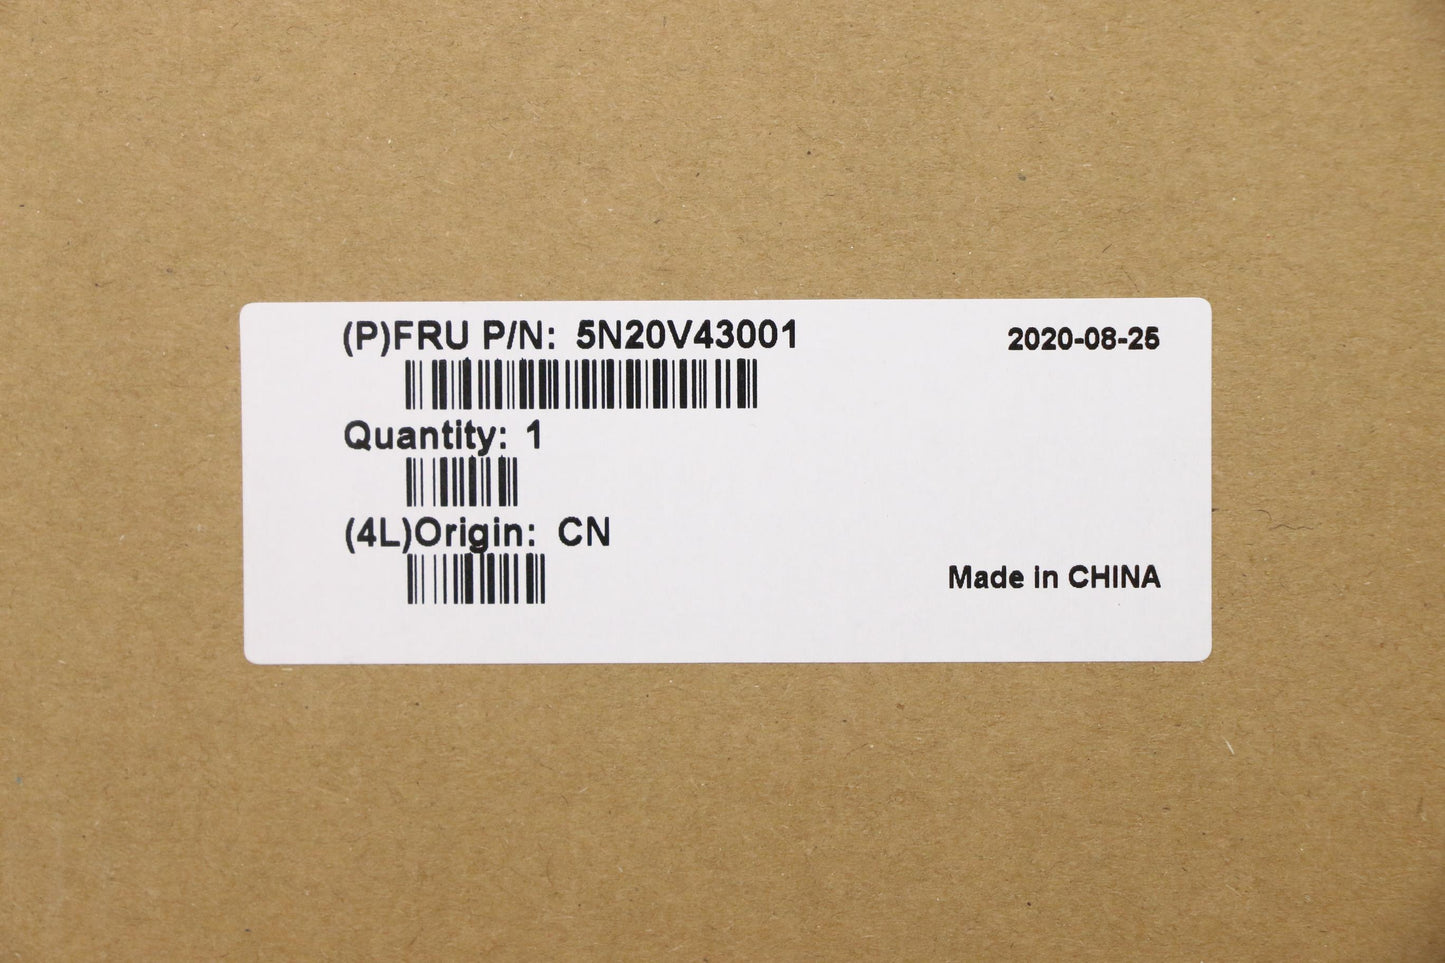 (P)FRU P/N: 5N20V43001
2020-08-25
Quantity: 1
(4L)Origin: CN
Made in CHINA